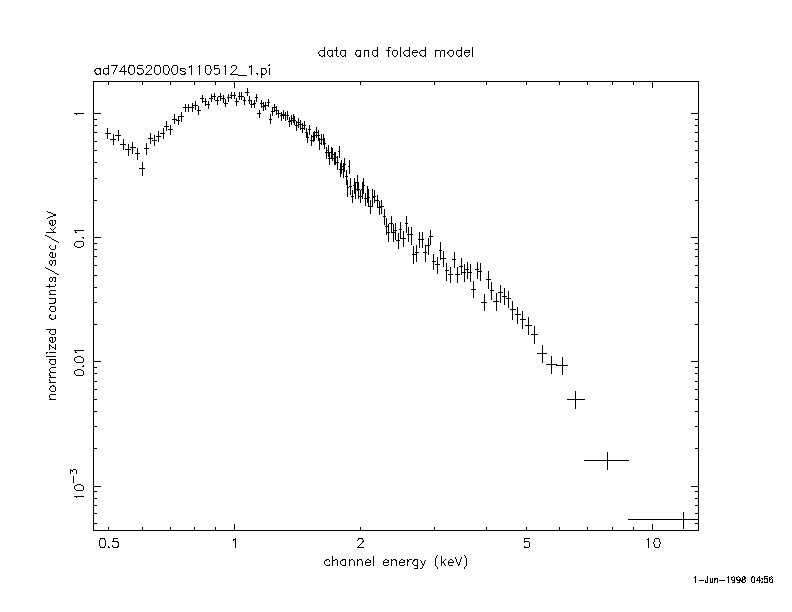 data and folded model
ad74052000s110512_1.pi
normalized counts/sec/keV
1
0.1
0.01
10⁻³
0.5
1
2
5
10
channel energy (keV)
1-Jun-1998 04:56